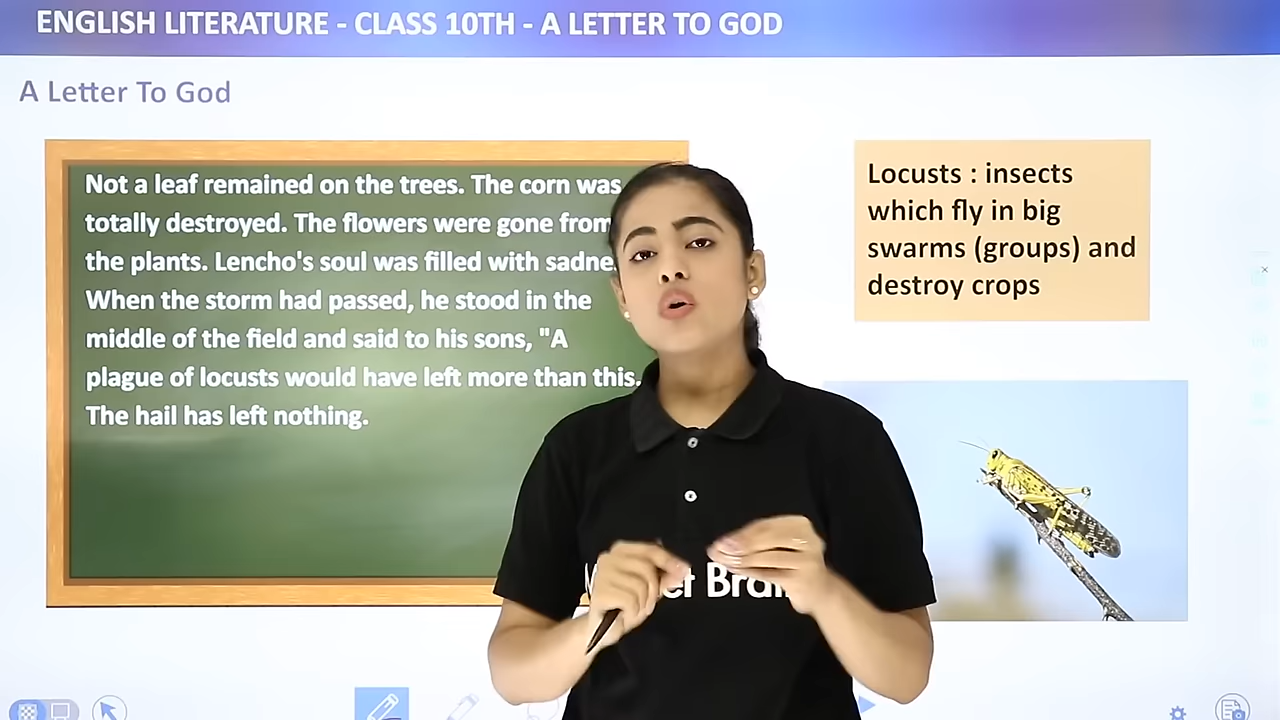 ENGLISH LITERATURE - CLASS 10TH - A LETTER TO GOD
A Letter To God
Not a leaf remained on the trees. The corn was
totally destroyed. The flowers were gone from
the plants. Lencho's soul was filled with
When the storm had passed, he stood in the
middle of the field and said to his sons, "A
plague of locusts would have left more than this.
The hail has left nothing.
Locusts : insects
which fly in big
swarms (groups) and
destroy crops